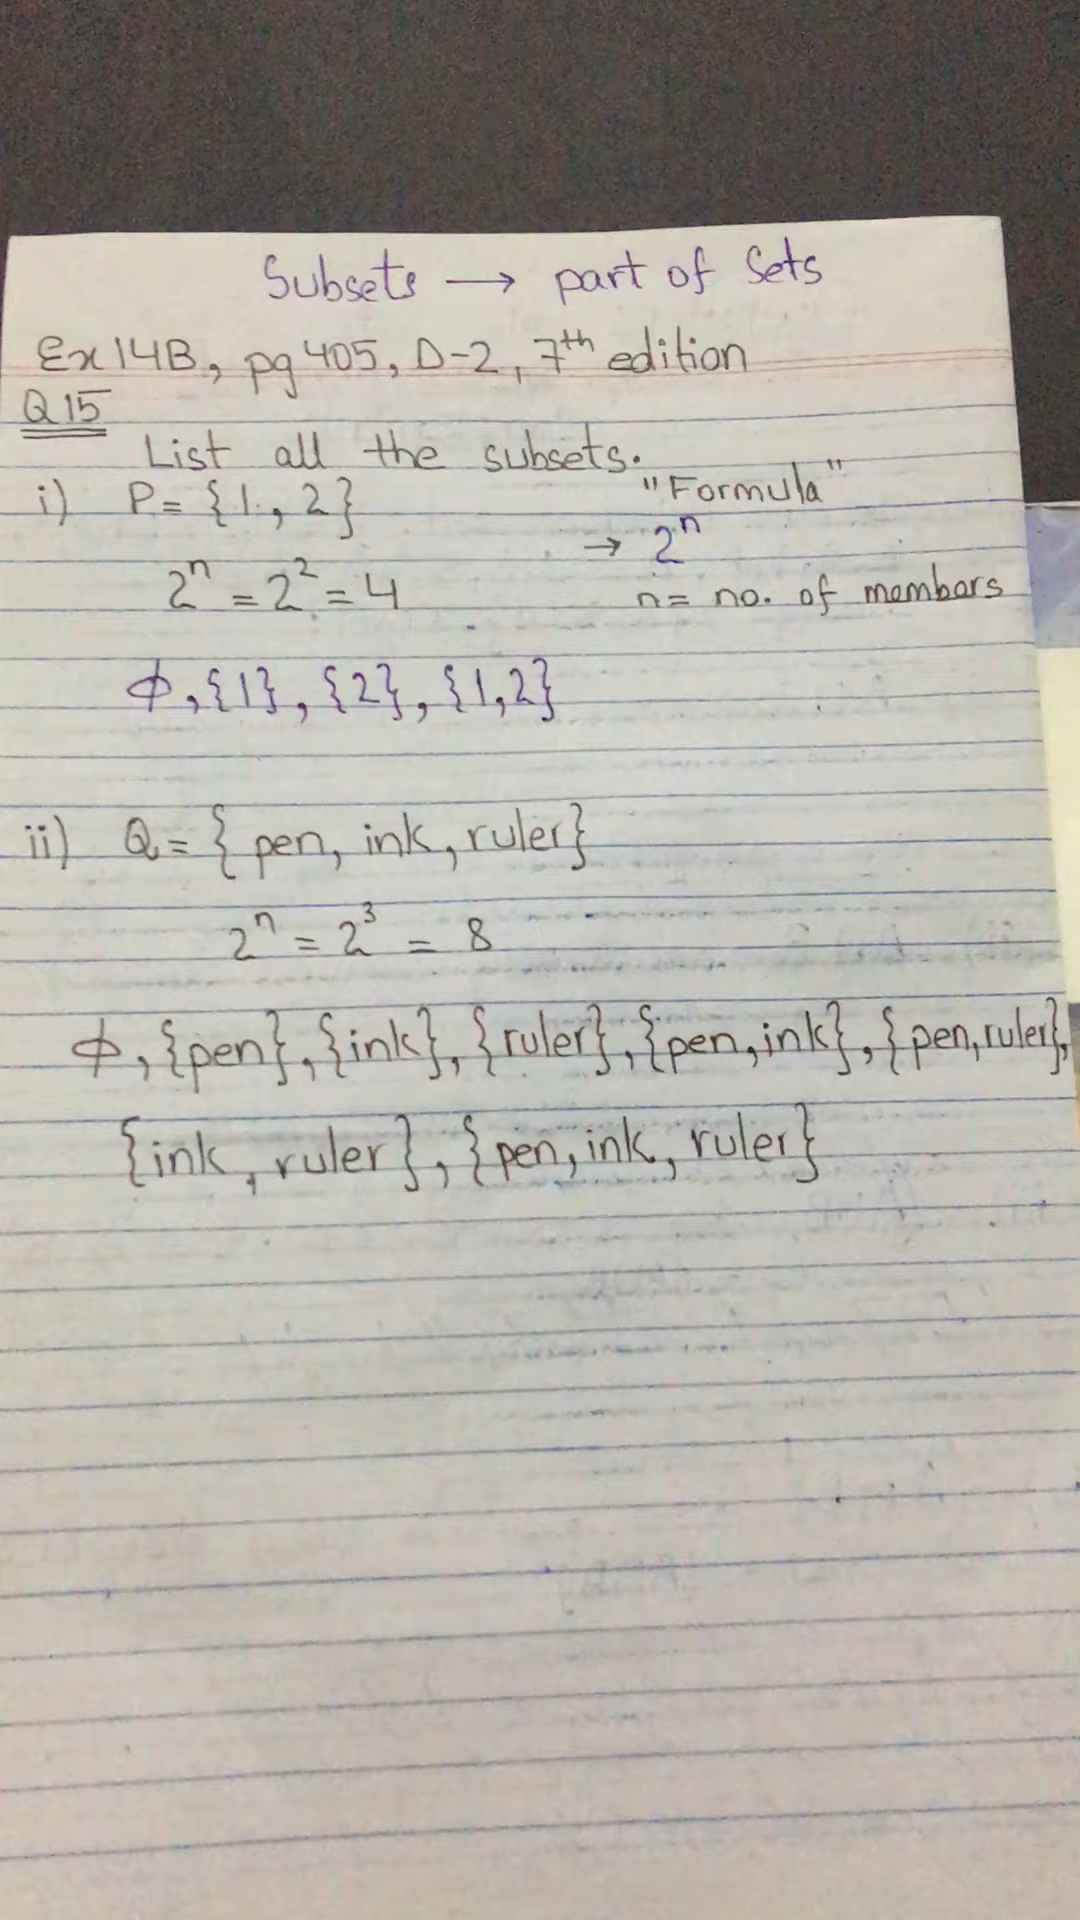 Subsets → part of Sets
Ex 14B, pg 405, D-2, 7th edition
Q 15
List all the subsets.
i) P = {1, 2}
"Formula"
→ 2ⁿ
2ⁿ = 2² = 4
n = no. of members
ф, {1}, {2}, {1,2}
ii) Q = { pen, ink, ruler}
2ⁿ = 2³ = 8
ф, {pen}, {ink}, {ruler}, {pen, ink}, { pen, ruler},
{ink, ruler}, {pen, ink, ruler}